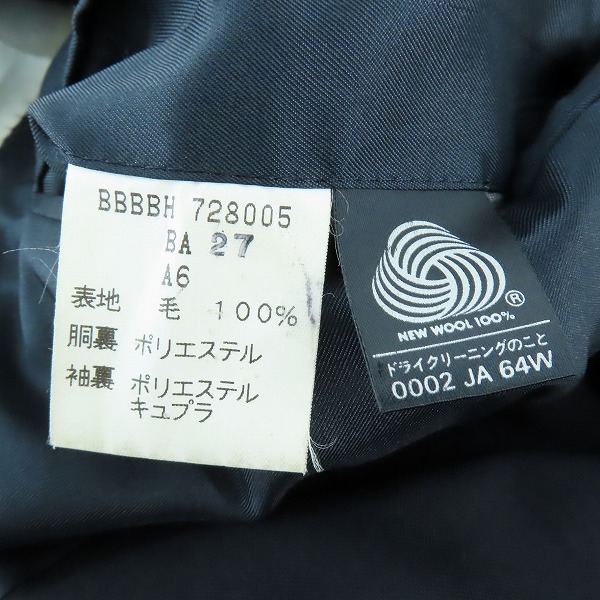 BBBBH 728005
BA 27
A6
表地 毛 100%
胴裏 ポリエステル
袖裏 ポリエステル
キュプラ
®
NEW WOOL 100%
ドライクリーニングのこと
0002 JA 64W